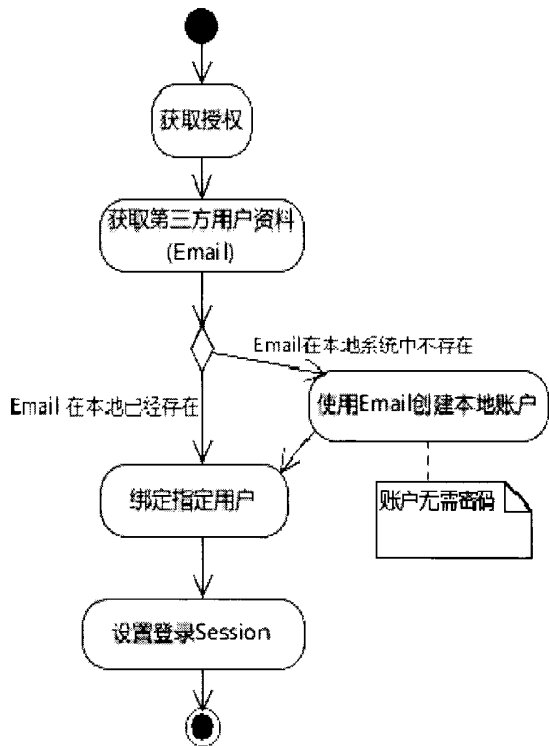 获取授权
获取第三方用户资料
(Email)
Email在本地系统中不存在
Email 在本地已经存在
使用Email创建本地账户
绑定指定用户
账户无需密码
设置登录Session